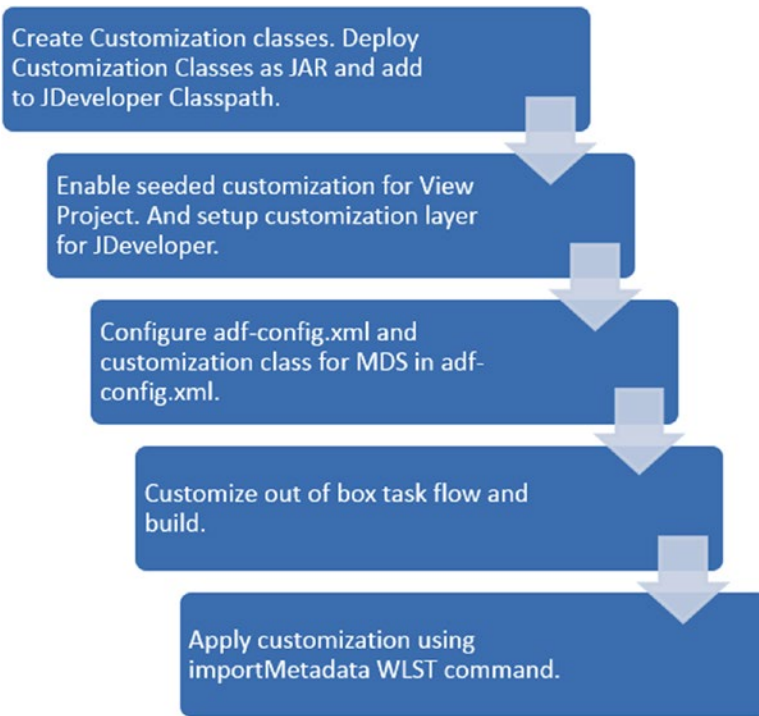 Create Customization classes. Deploy
Customization Classes as JAR and add
to JDeveloper Classpath.
Enable seeded customization for View
Project. And setup customization layer
for JDeveloper.
Configure adf-config.xml and
customization class for MDS in adf-
config.xml.
Customize out of box task flow and
build.
Apply customization using
importMetadata WLST command.